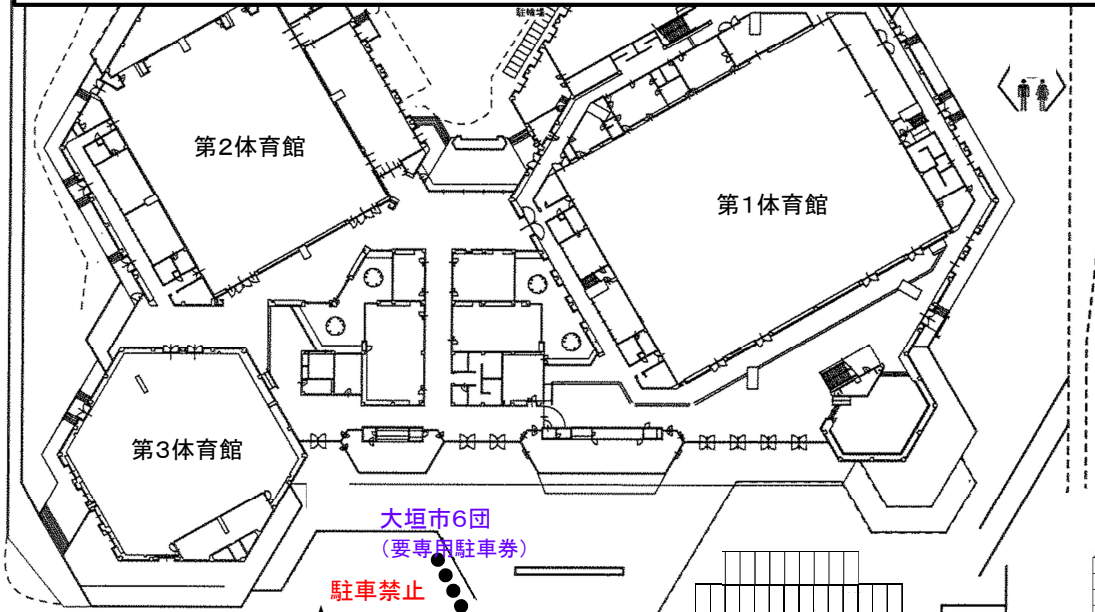 駐輪場
第2体育館
第1体育館
第3体育館
大垣市6団
（要専用駐車券）
駐車禁止